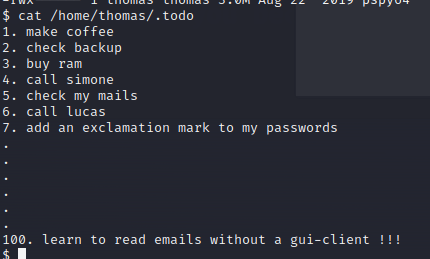 -rwx 1 thomas thomas 3.0M Aug 22 2019 pspy64
$ cat /home/thomas/.todo
1. make coffee
2. check backup
3. buy ram
4. call simone
5. check my mails
6. call lucas
7. add an exclamation mark to my passwords
.
.
.
.
.
.
100. learn to read emails without a gui-client !!!
$